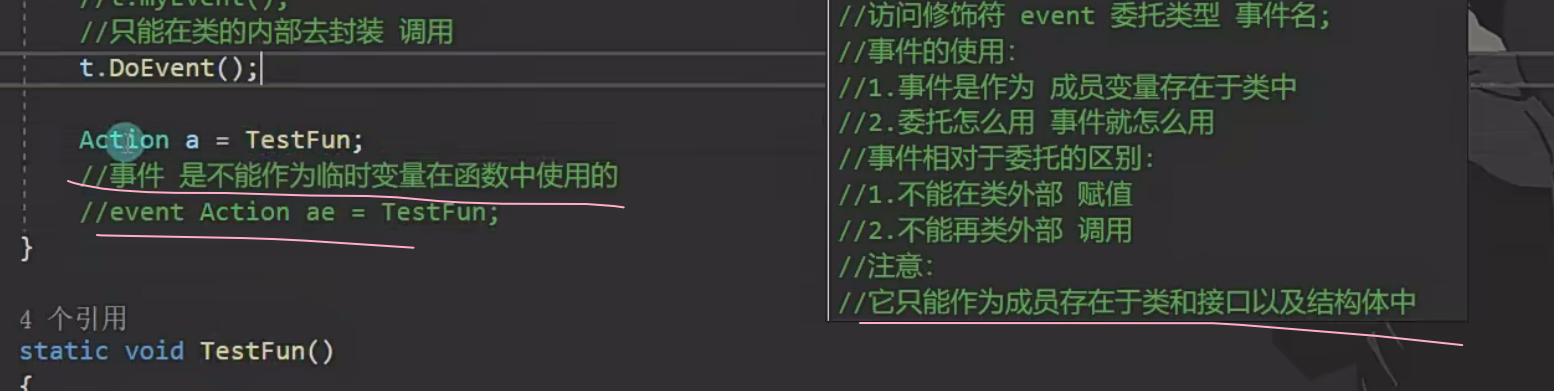 //t.myEvent();
//只能在类的内部去封装 调用
t.DoEvent();
Action a = TestFun;
//事件 是不能作为临时变量在函数中使用的
//event Action ae = TestFun;
}
4 个引用
static void TestFun()
{
//访问修饰符 event 委托类型 事件名;
//事件的使用:
//1.事件是作为 成员变量存在于类中
//2.委托怎么用 事件就怎么用
//事件相对于委托的区别:
//1.不能在类外部 赋值
//2.不能再类外部 调用
//注意:
//它只能作为成员存在于类和接口以及结构体中